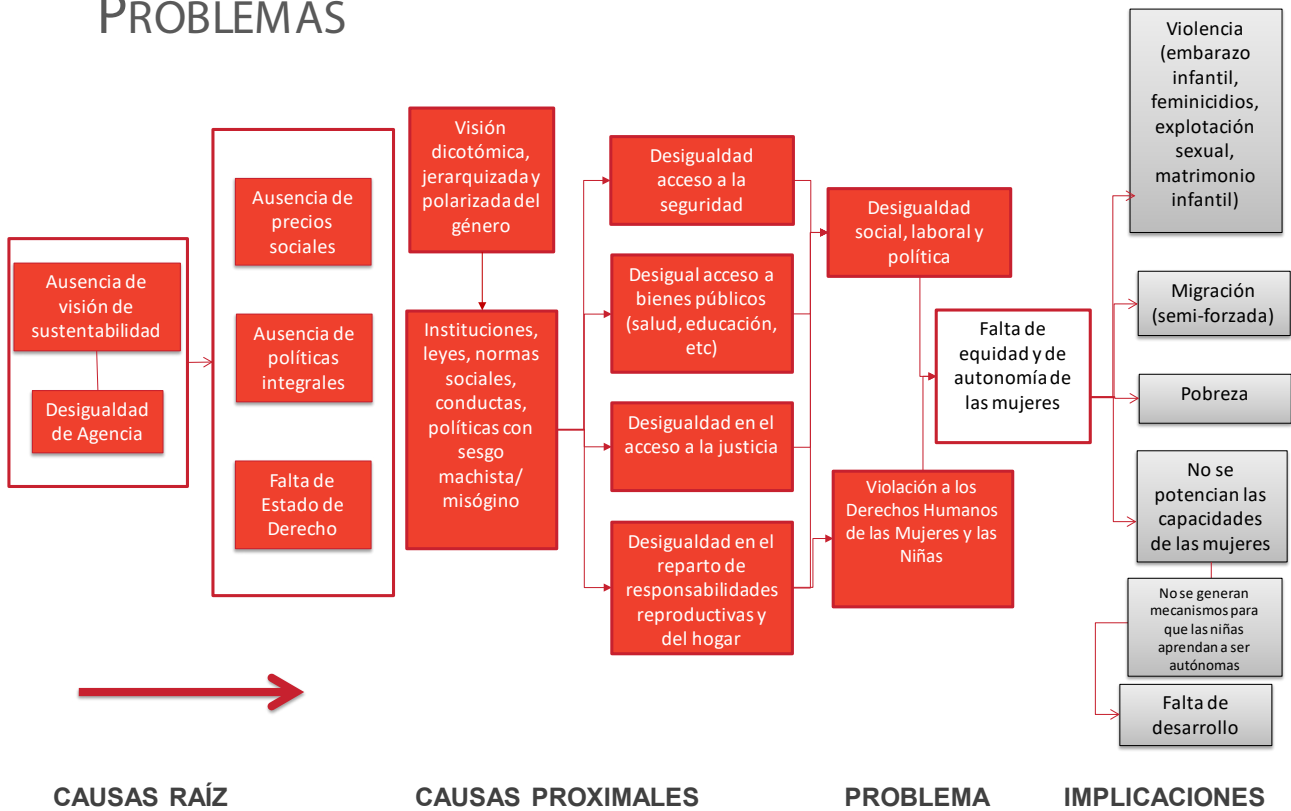 PROBLEMAS
Ausencia de
visión de
sustentabilidad
Desigualdad
de Agencia
Ausencia de
precios
sociales
Ausencia de
políticas
integrales
Falta de
Estado de
Derecho
Visión
dicotómica,
jerarquizada y
polarizada del
género
Instituciones,
leyes, normas
sociales,
conductas,
políticas con
sesgo
machista/
misógino
Desigualdad
acceso a la
seguridad
Desigual acceso a
bienes públicos
(salud, educación,
etc)
Desigualdad en el
acceso a la justicia
Desigualdad en el
reparto de
responsabilidades
reproductivas y
del hogar
Desigualdad
social, laboral y
política
Violación a los
Derechos Humanos
de las Mujeres y las
Niñas
Falta de
equidad y de
autonomía de
las mujeres
Violencia
(embarazo
infantil,
feminicidios,
explotación
sexual,
matrimonio
infantil)
Migración
(semi-forzada)
Pobreza
No se
potencian las
capacidades
de las mujeres
No se generan
mecanismos para
que las niñas
aprendan a ser
autónomas
Falta de
desarrollo
CAUSAS RAÍZ
CAUSAS PROXIMALES
PROBLEMA
IMPLICACIONES